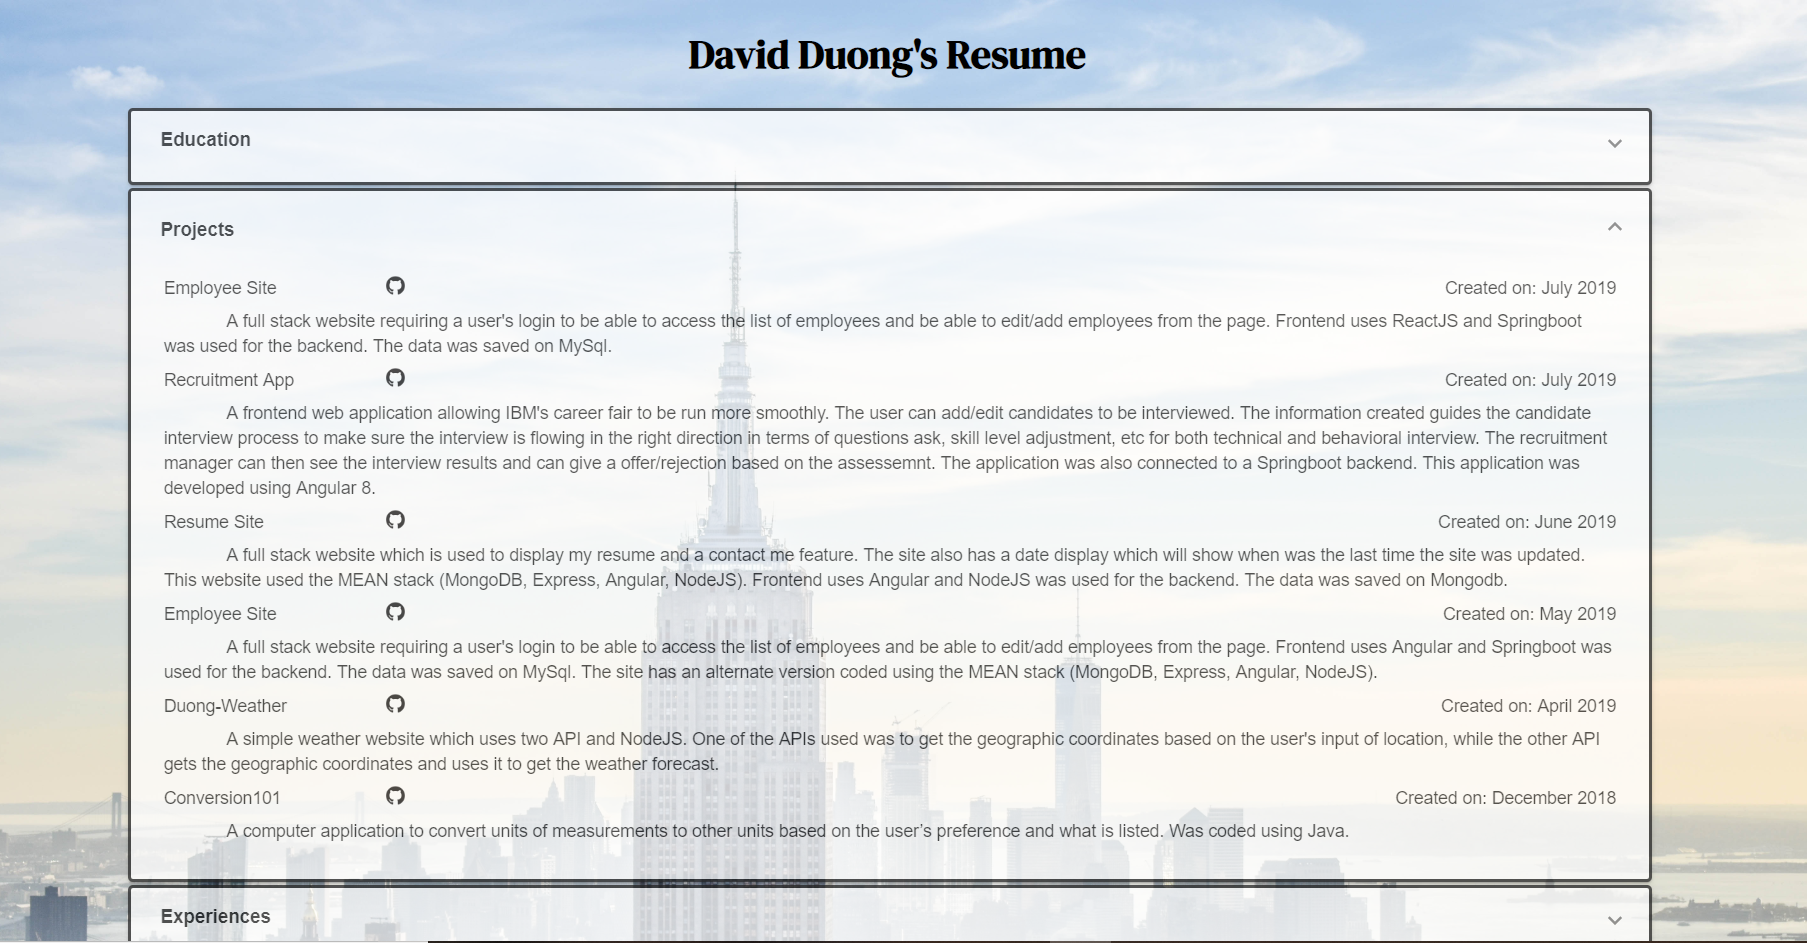 David Duong's Resume
Education
Projects
Employee Site
Created on: July 2019
A full stack website requiring a user's login to be able to access the list of employees and be able to edit/add employees from the page. Frontend uses ReactJS and Springboot
was used for the backend. The data was saved on MySql.
Recruitment App
Created on: July 2019
A frontend web application allowing IBM's career fair to be run more smoothly. The user can add/edit candidates to be interviewed. The information created guides the candidate
interview process to make sure the interview is flowing in the right direction in terms of questions ask, skill level adjustment, etc for both technical and behavioral interview. The recruitment
manager can then see the interview results and can give a offer/rejection based on the assessemnt. The application was also connected to a Springboot backend. This application was
developed using Angular 8.
Resume Site
Created on: June 2019
A full stack website which is used to display my resume and a contact me feature. The site also has a date display which will show when was the last time the site was updated.
This website used the MEAN stack (MongoDB, Express, Angular, NodeJS). Frontend uses Angular and NodeJS was used for the backend. The data was saved on Mongodb.
Employee Site
Created on: May 2019
A full stack website requiring a user's login to be able to access the list of employees and be able to edit/add employees from the page. Frontend uses Angular and Springboot was
used for the backend. The data was saved on MySql. The site has an alternate version coded using the MEAN stack (MongoDB, Express, Angular, NodeJS).
Duong-Weather
Created on: April 2019
A simple weather website which uses two API and NodeJS. One of the APIs used was to get the geographic coordinates based on the user's input of location, while the other API
gets the geographic coordinates and uses it to get the weather forecast.
Conversion101
Created on: December 2018
A computer application to convert units of measurements to other units based on the user’s preference and what is listed. Was coded using Java.
Experiences